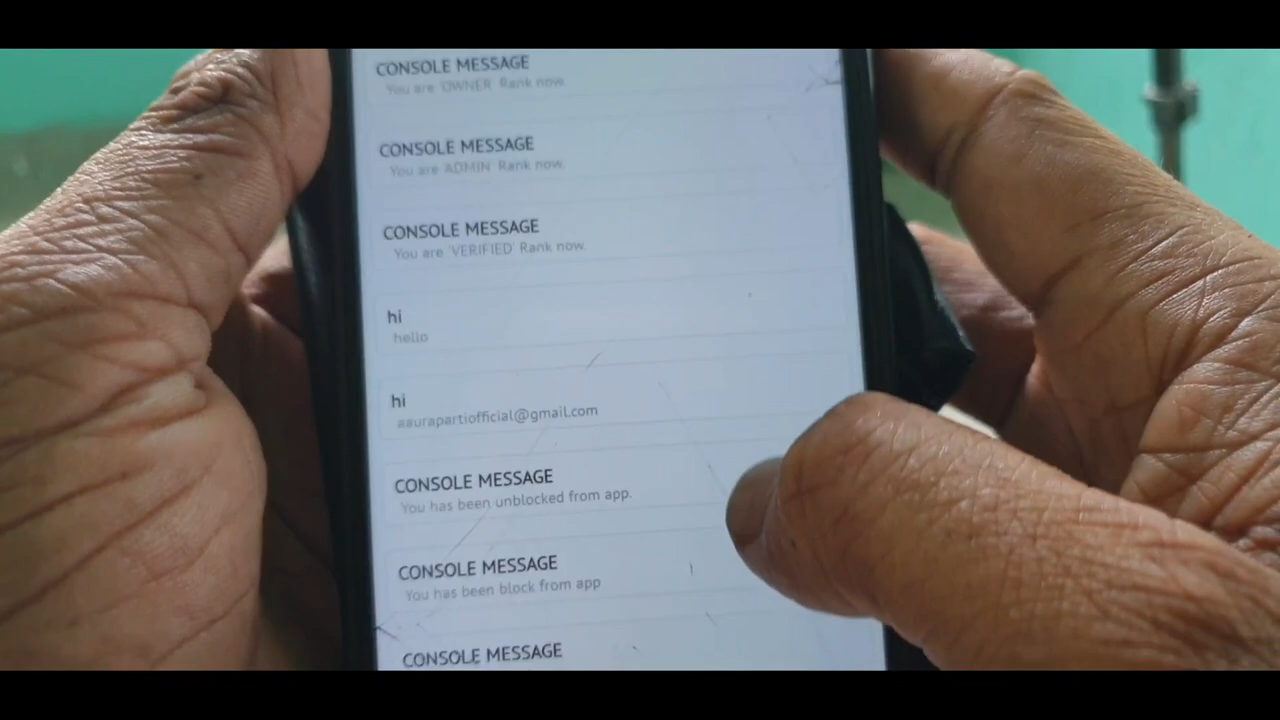 CONSOLE MESSAGE
You are 'OWNER' Rank now.
CONSOLE MESSAGE
You are 'ADMIN' Rank now.
CONSOLE MESSAGE
You are 'VERIFIED' Rank now.
hi
hello
hi
aaurapartiofficial@gmail.com
CONSOLE MESSAGE
You has been unblocked from app.
CONSOLE MESSAGE
You has been block from app
CONSOLE MESSAGE